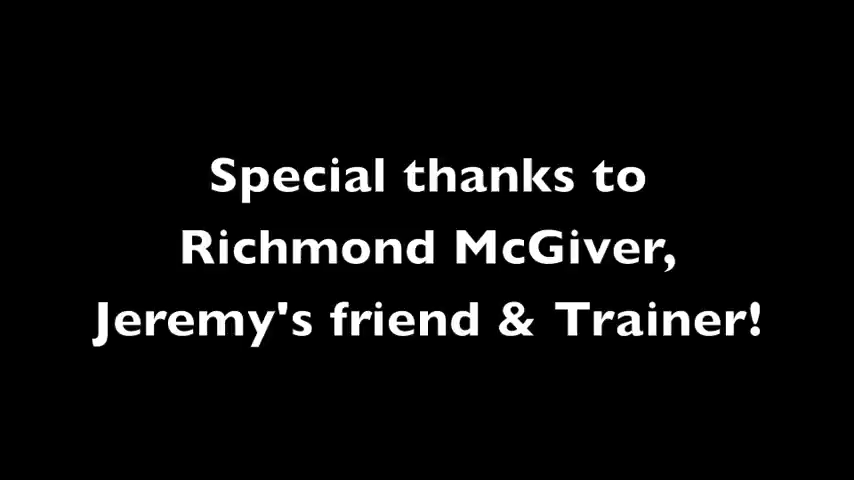 Special thanks to
Richmond McGiver,
Jeremy's friend & Trainer!